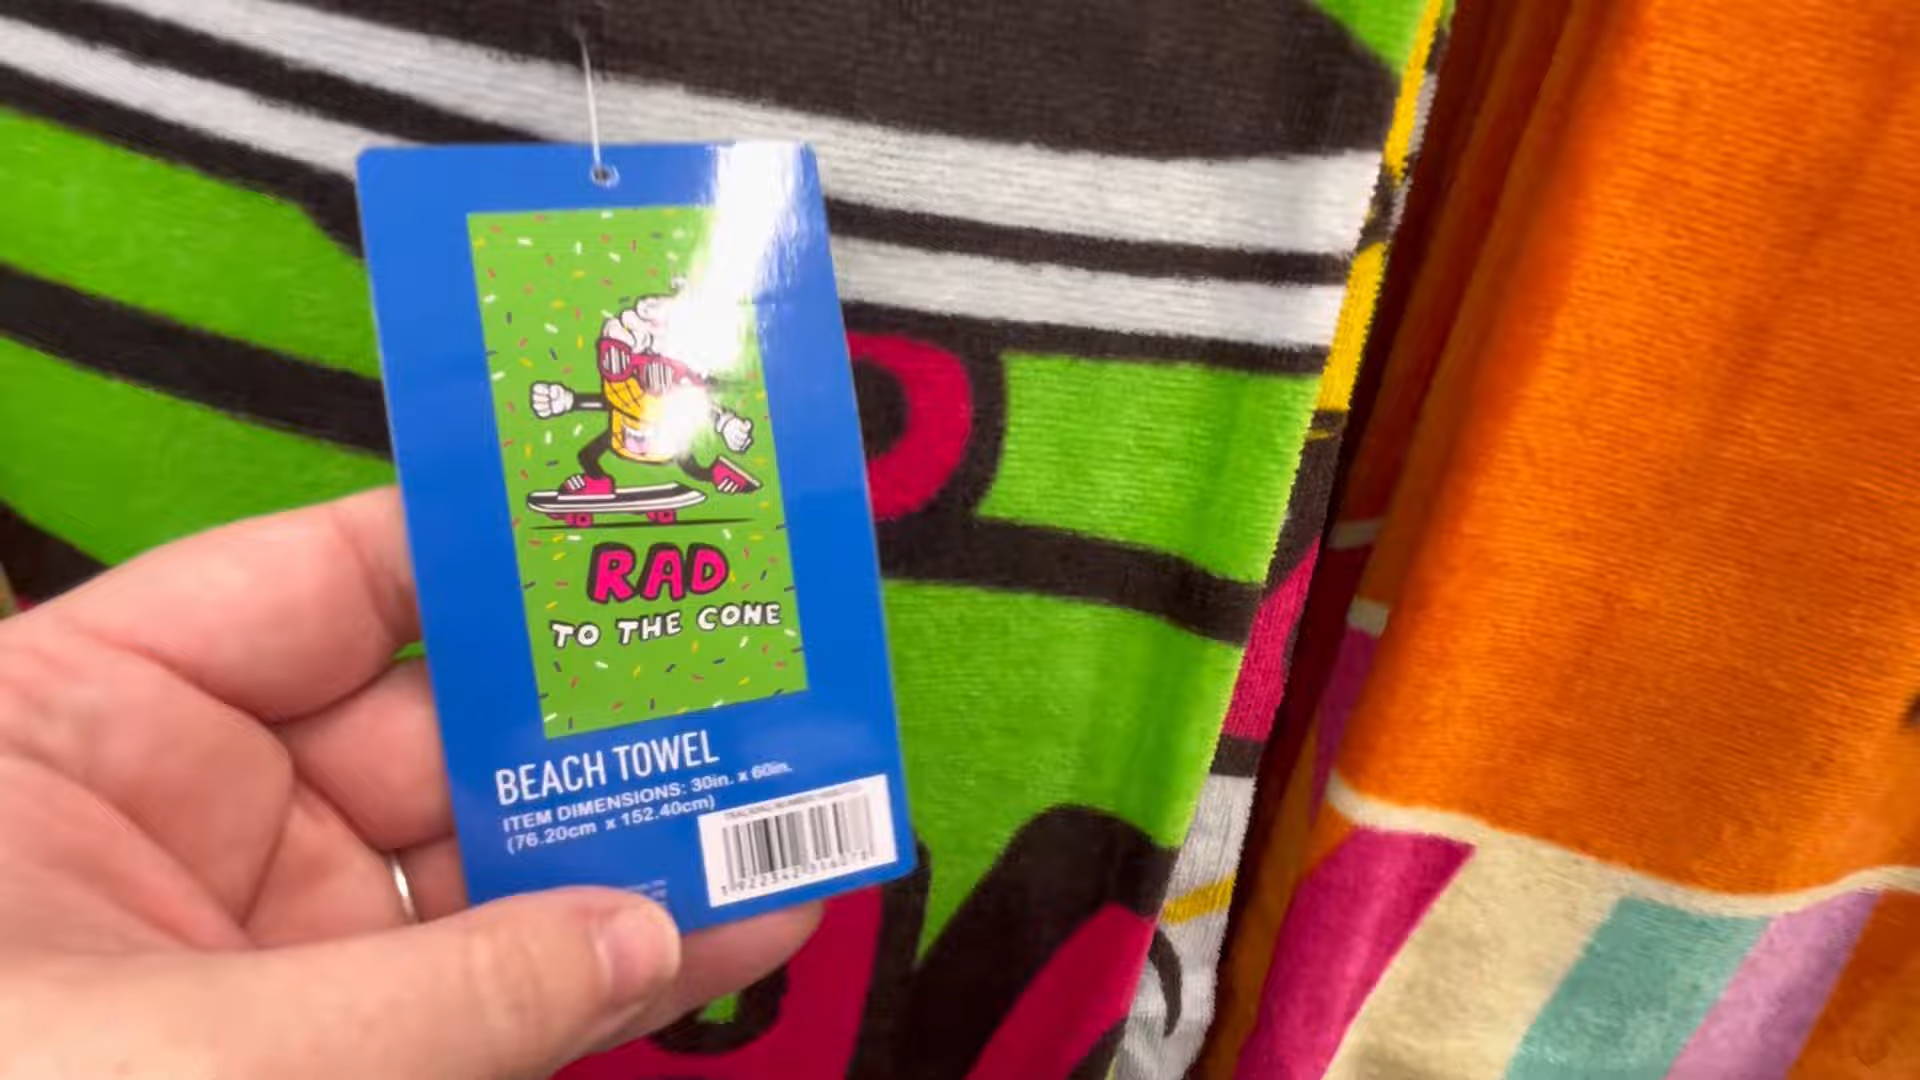 RAD
TO THE CONE
BEACH TOWEL
ITEM DIMENSIONS: 30in. x 60in.
(76.20cm x 152.40cm)